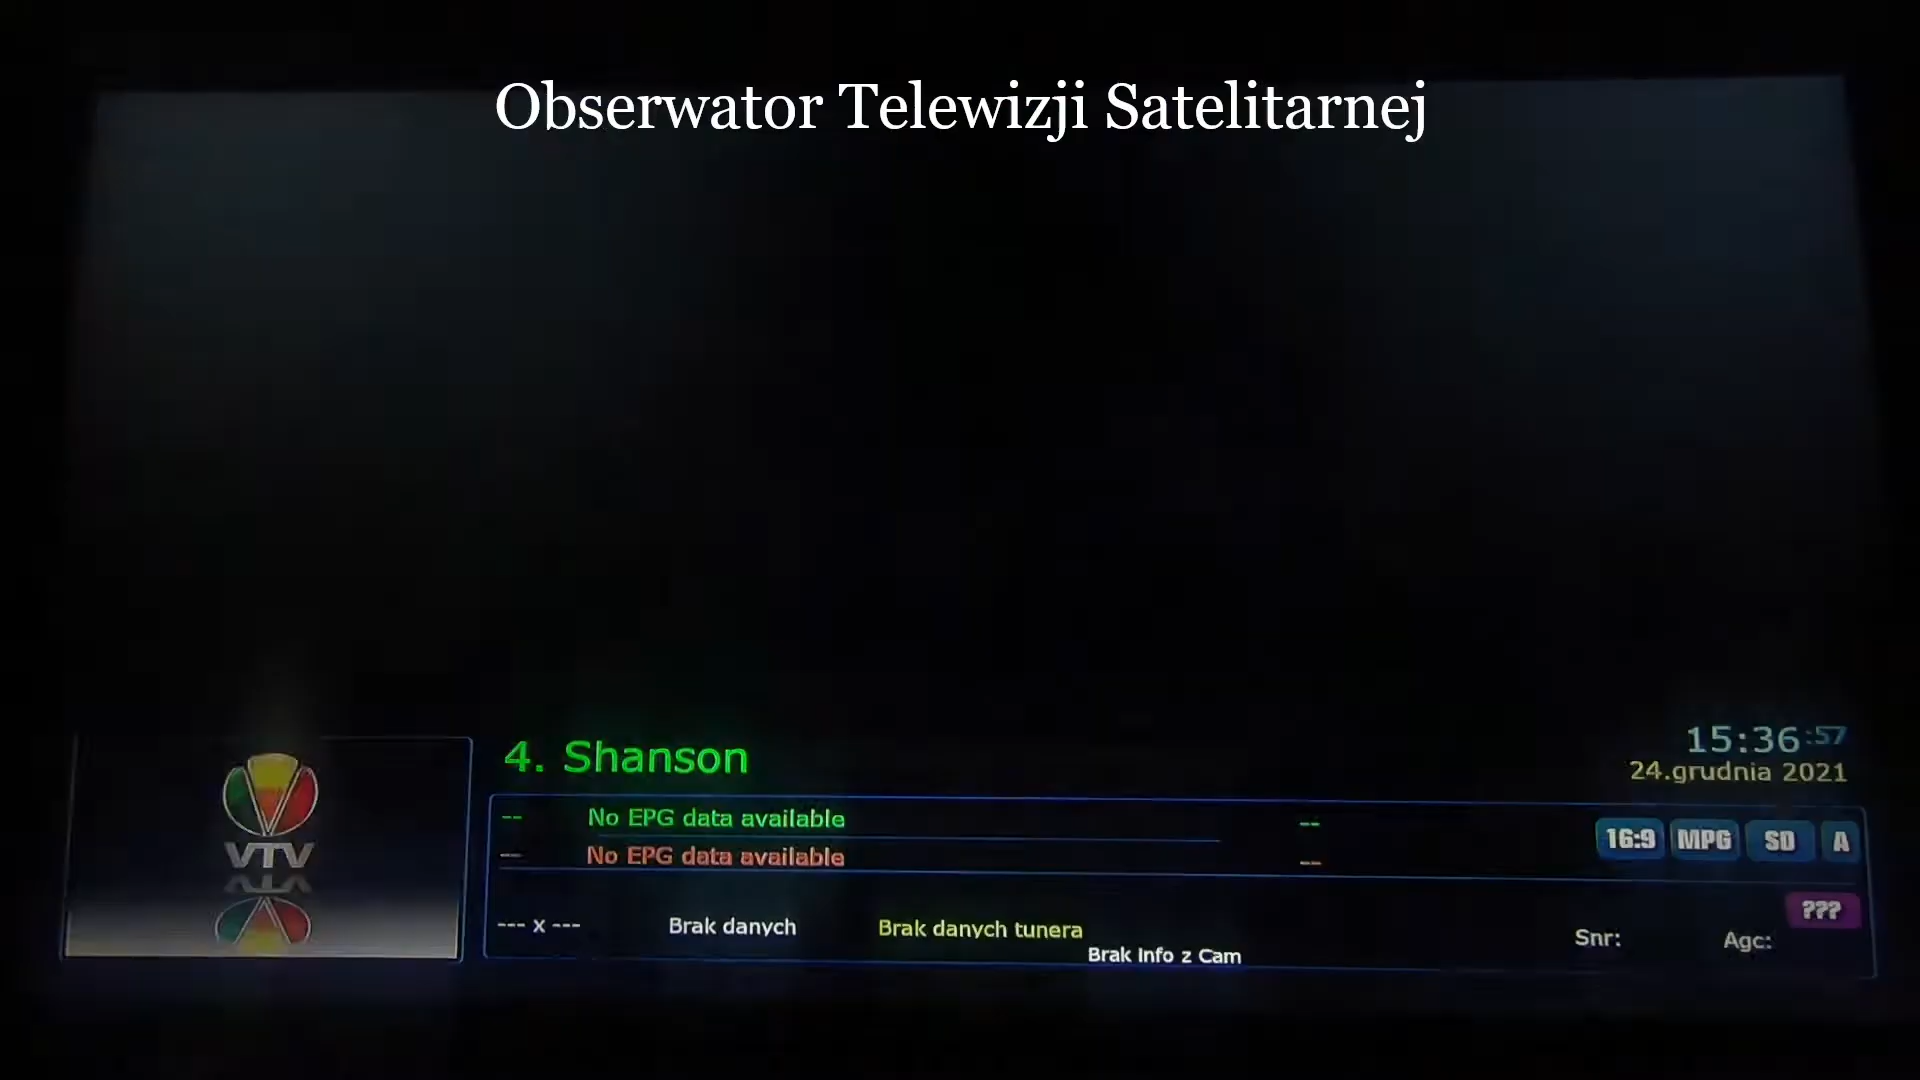 Obserwator Telewizji Satelitarnej
4. Shanson
15:36:57
24.grudnia 2021
-- No EPG data available --
-- No EPG data available --
16:9 MPG SD A
VTV
???
--- x --- Brak danych Brak danych tunera Snr: Agc:
Brak Info z Cam